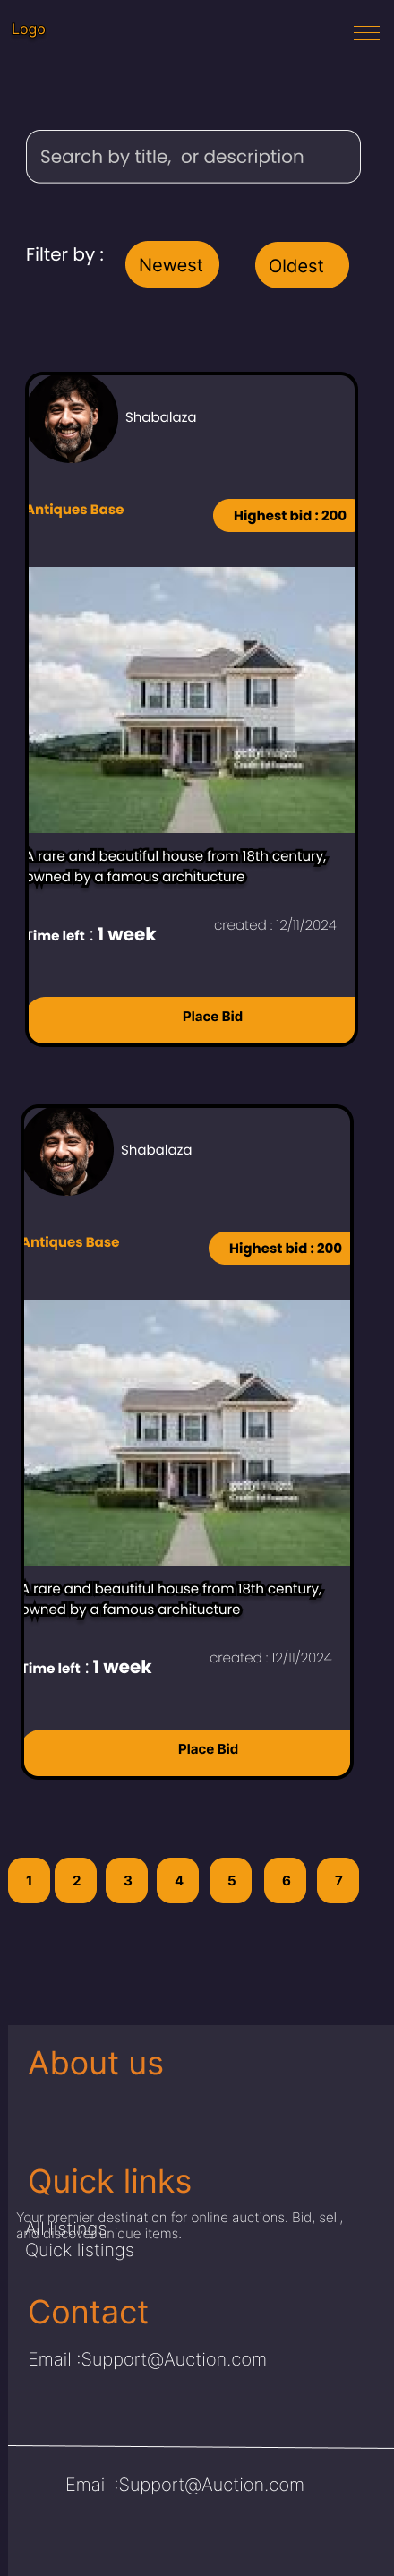 Logo
Search by title,  or description
Filter by :
Newest
Oldest
Shabalaza
Antiques Base
Highest bid : 200
gettyimages
Credit: Ed Freeman
A rare and beautiful house from 18th century,
owned by a famous architucture
created : 12/11/2024
Time left : 1 week
Place Bid
Shabalaza
Antiques Base
Highest bid : 200
gettyimages
Credit: Ed Freeman
A rare and beautiful house from 18th century,
owned by a famous architucture
created : 12/11/2024
Time left : 1 week
Place Bid
1 2 3 4 5 6 7
About us
Quick links
Your premier destination for online auctions. Bid, sell,
and discover unique items.
All listings
Quick listings
Contact
Email :Support@Auction.com
Email :Support@Auction.com